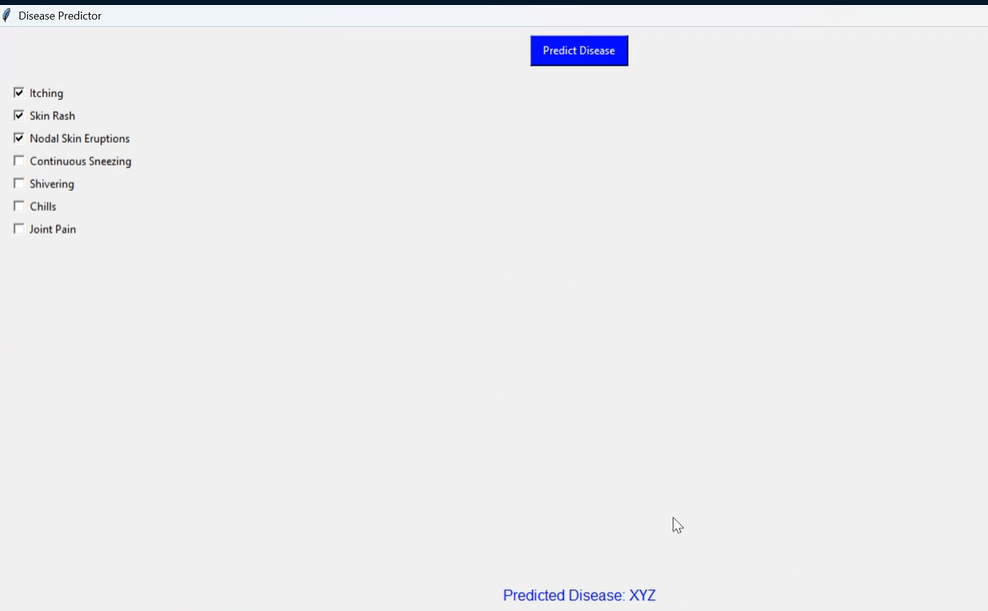 Disease Predictor
Predict Disease
Itching
Skin Rash
Nodal Skin Eruptions
Continuous Sneezing
Shivering
Chills
Joint Pain
Predicted Disease: XYZ